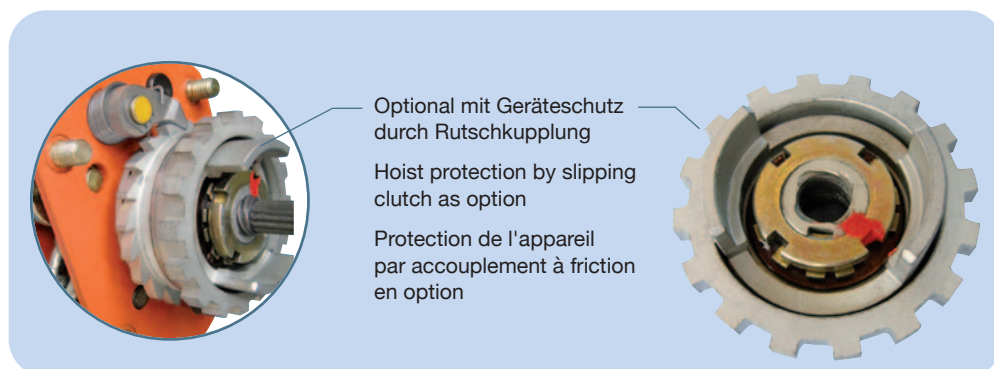 Optional mit Geräteschutz
durch Rutschkupplung
Hoist protection by slipping
clutch as option
Protection de l'appareil
par accouplement à friction
en option